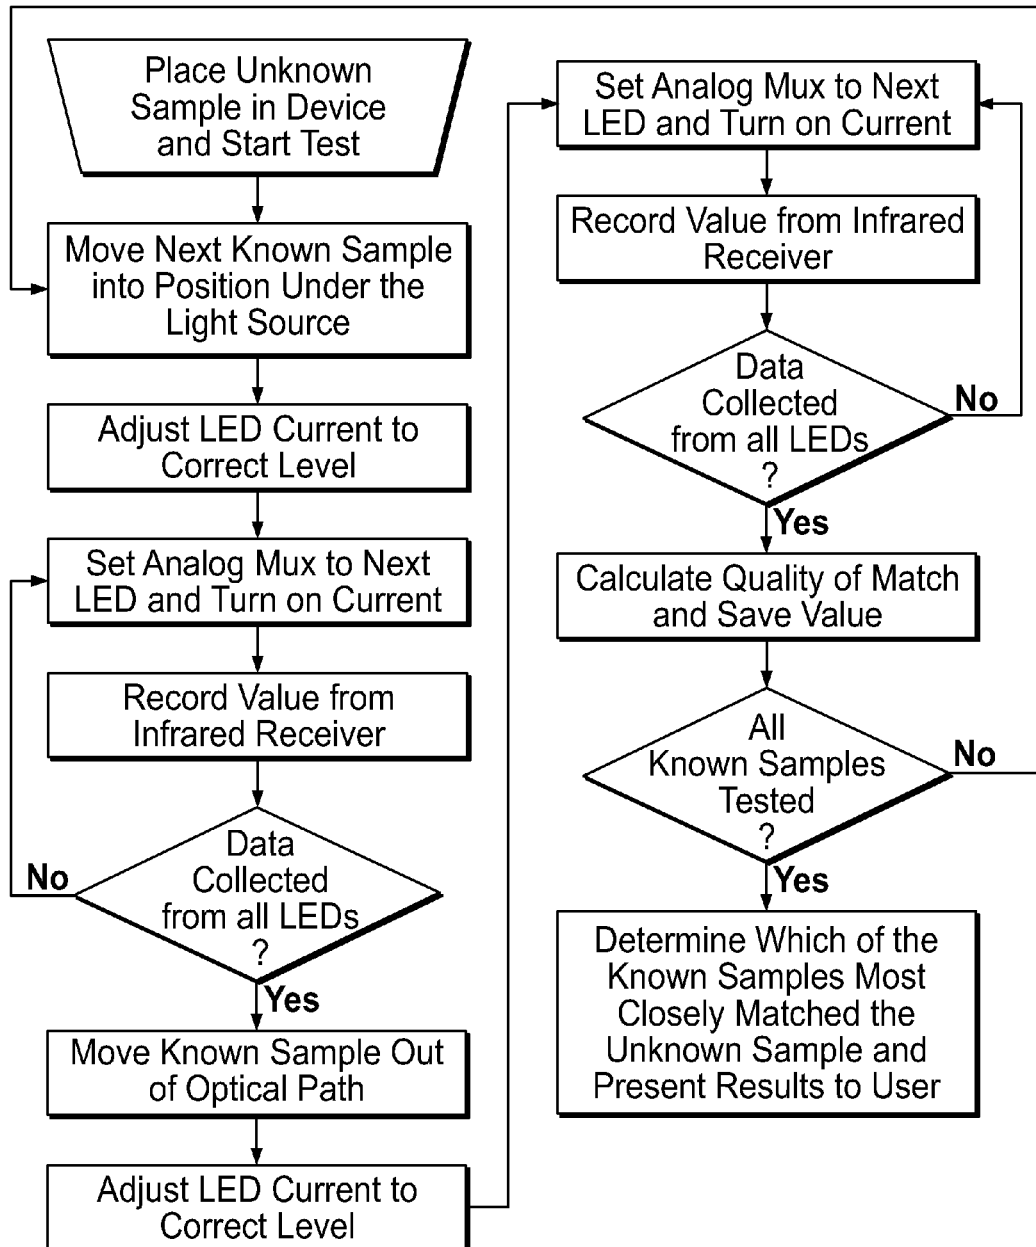 Place Unknown
Sample in Device
and Start Test
Move Next Known Sample
into Position Under the
Light Source
Adjust LED Current to
Correct Level
Set Analog Mux to Next
LED and Turn on Current
Record Value from
Infrared Receiver
Data
Collected
from all LEDs
?
No
Yes
Move Known Sample Out
of Optical Path
Adjust LED Current to
Correct Level
Set Analog Mux to Next
LED and Turn on Current
Record Value from Infrared
Receiver
Data
Collected
from all LEDs
?
No
Yes
Calculate Quality of Match
and Save Value
All
Known Samples
Tested
?
No
Yes
Determine Which of the
Known Samples Most
Closely Matched the
Unknown Sample and
Present Results to User